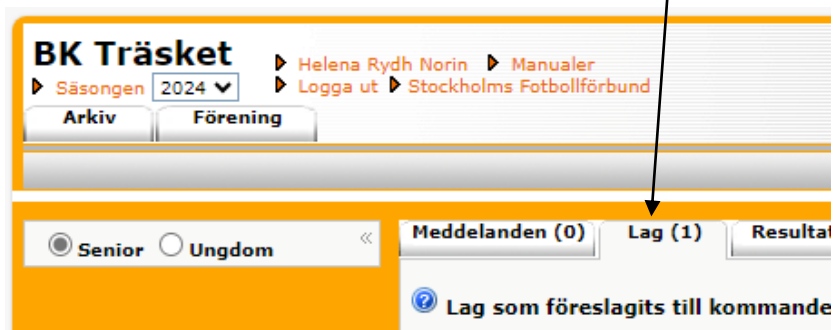 BK Träsket
Helena Rydh Norin Manualer
Säsongen 2024 Logga ut Stockholms Fotbollförbund
Arkiv Förening
Senior Ungdom «
Meddelanden (0) Lag (1) Resultat
Lag som föreslagits till kommande